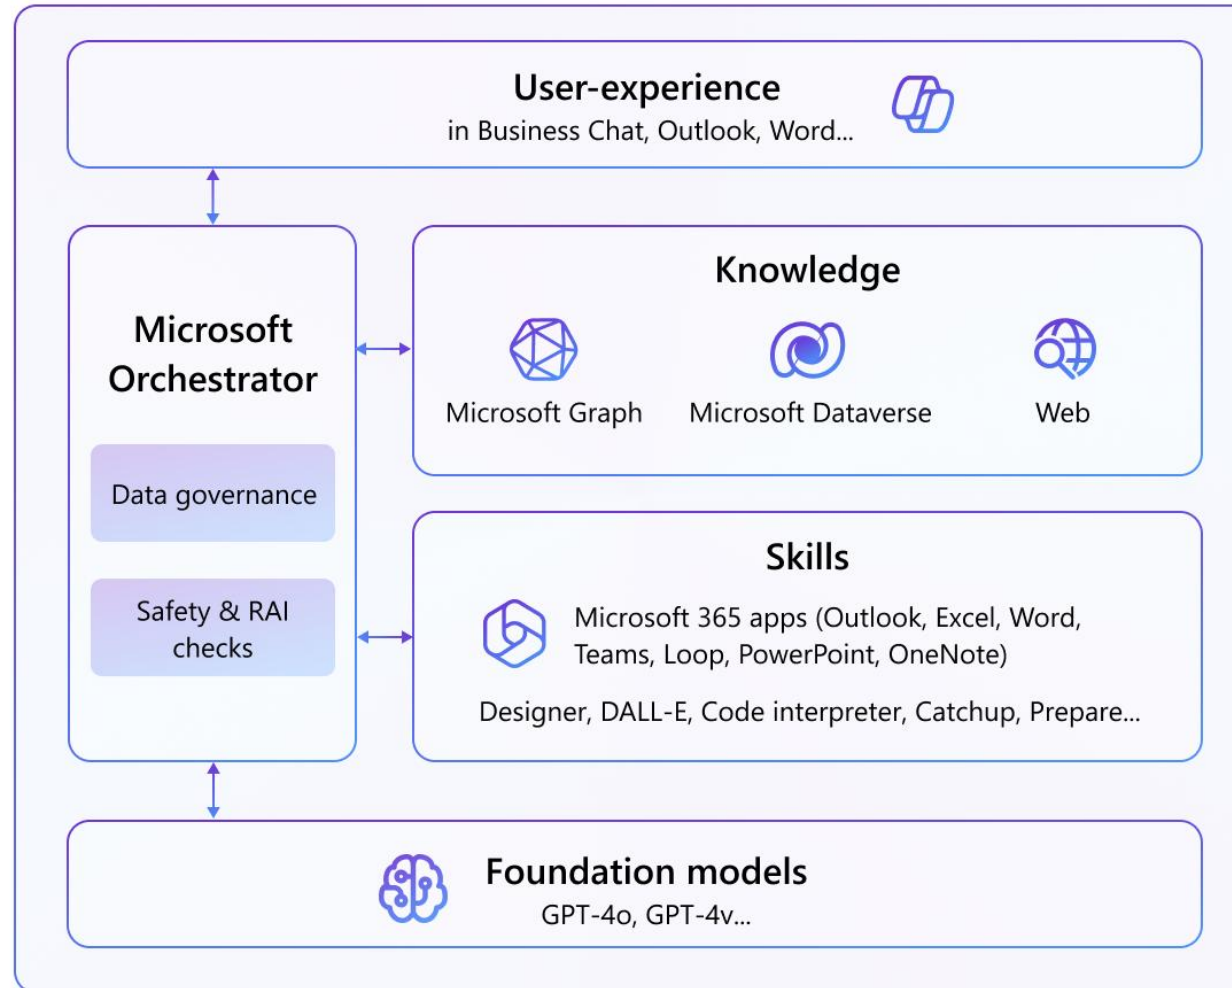 User-experience
in Business Chat, Outlook, Word...
Microsoft
Orchestrator
Data governance
Safety & RAI
checks
Knowledge
Microsoft Graph
Microsoft Dataverse
Web
Skills
Microsoft 365 apps (Outlook, Excel, Word,
Teams, Loop, PowerPoint, OneNote)
Designer, DALL-E, Code interpreter, Catchup, Prepare...
Foundation models
GPT-4o, GPT-4v...